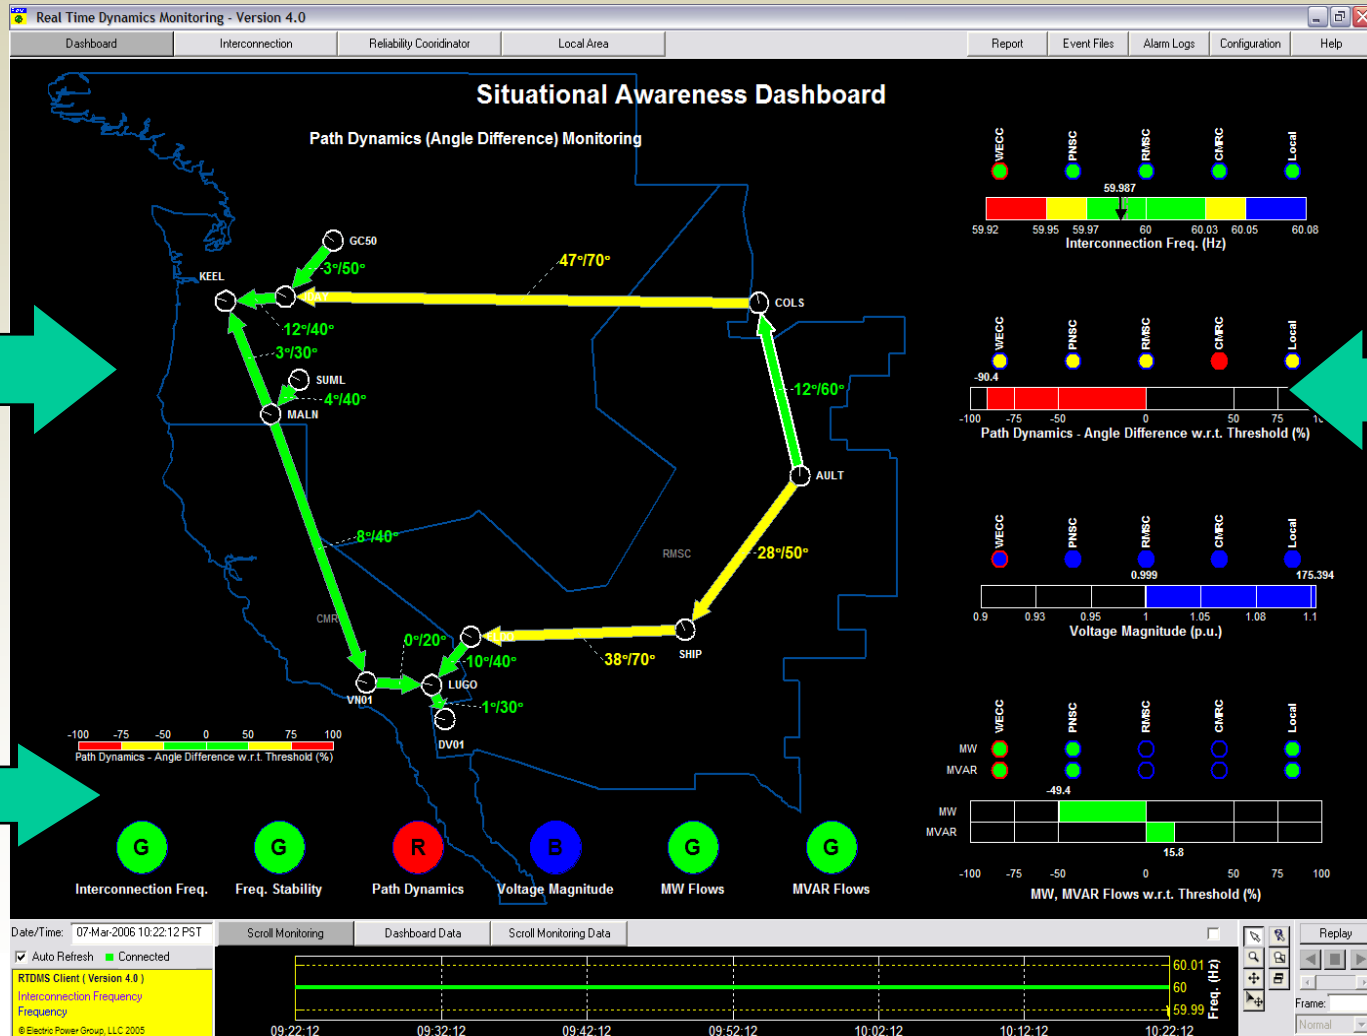 Real Time Dynamics Monitoring - Version 4.0
Dashboard Interconnection Reliability Cooridinator Local Area Report Event Files Alarm Logs Configuration Help
Situational Awareness Dashboard
Path Dynamics (Angle Difference) Monitoring
GC50
3°/50°
KEEL
47°/70°
COLS
12°/40°
3°/30°
SUML
4°/40°
MALN
12°/60°
AULT
8°/40°
RMSC
28°/50°
CMR
0°/20°
10°/40°
38°/70°
SHIP
VN01
LUGO
1°/30°
DV01
-100 -75 -50 0 50 75 100
Path Dynamics - Angle Difference w.r.t. Threshold (%)
G G R B G G
Interconnection Freq. Freq. Stability Path Dynamics Voltage Magnitude MW Flows MVAR Flows
WECC PNSC RMSC CMRC Local
59.987
59.92 59.95 59.97 60 60.03 60.05 60.08
Interconnection Freq. (Hz)
WECC PNSC RMSC CMRC Local
-90.4
-100 -75 -50 0 50 75
Path Dynamics - Angle Difference w.r.t. Threshold (%)
WECC PNSC RMSC CMRC Local
0.999 175.394
0.9 0.93 0.95 1 1.05 1.08 1.1
Voltage Magnitude (p.u.)
WECC PNSC RMSC CMRC Local
MW
MVAR
-49.4
MW
MVAR
15.8
-100 -75 -50 0 50 75 100
MW, MVAR Flows w.r.t. Threshold (%)
Date/Time: 07-Mar-2006 10:22:12 PST
Scroll Monitoring Dashboard Data Scroll Monitoring Data
Auto Refresh Connected
RTDMS Client ( Version 4.0 )
Interconnection Frequency
Frequency
© Electric Power Group, LLC 2005
60.01
60
59.99
Freq. (Hz)
09:22:12 09:32:12 09:42:12 09:52:12 10:02:12 10:12:12 10:22:12
Replay
Frame:
Normal